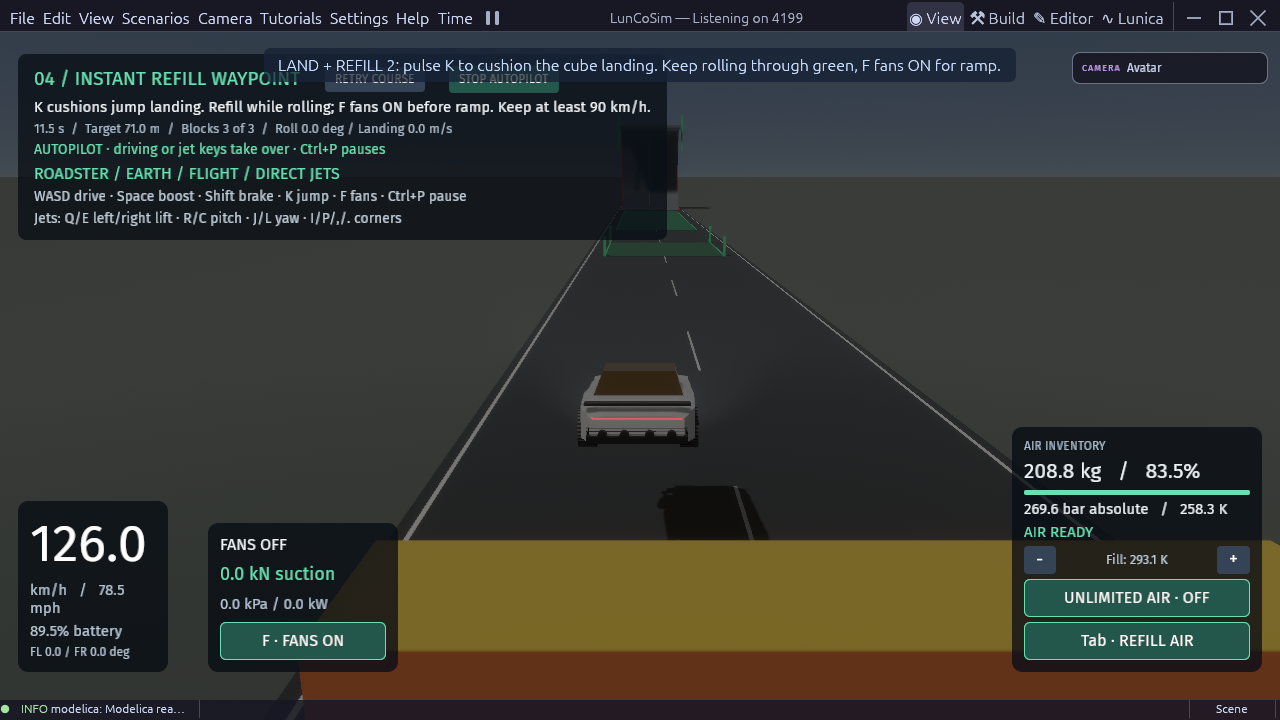 File Edit View Scenarios Camera Tutorials Settings Help Time
LunCoSim — Listening on 4199
View Build Editor Lunica
LAND + REFILL 2: pulse K to cushion the cube landing. Keep rolling through green, F fans ON for ramp.
04 / INSTANT REFILL WAYPOINT
RETRY COURSE
STOP AUTOPILOT
K cushions jump landing. Refill while rolling; F fans ON before ramp. Keep at least 90 km/h.
11.5 s / Target 71.0 m / Blocks 3 of 3 / Roll 0.0 deg / Landing 0.0 m/s
AUTOPILOT · driving or jet keys take over · Ctrl+P pauses
ROADSTER / EARTH / FLIGHT / DIRECT JETS
WASD drive · Space boost · Shift brake · K jump · F fans · Ctrl+P pause
Jets: Q/E left/right lift · R/C pitch · J/L yaw · I/P/,/. corners
CAMERA Avatar
126.0
km/h / 78.5
mph
89.5% battery
FL 0.0 / FR 0.0 deg
FANS OFF
0.0 kN suction
0.0 kPa / 0.0 kW
F · FANS ON
AIR INVENTORY
208.8 kg / 83.5%
269.6 bar absolute / 258.3 K
AIR READY
- Fill: 293.1 K +
UNLIMITED AIR · OFF
Tab · REFILL AIR
INFO modelica: Modelica rea...
Scene